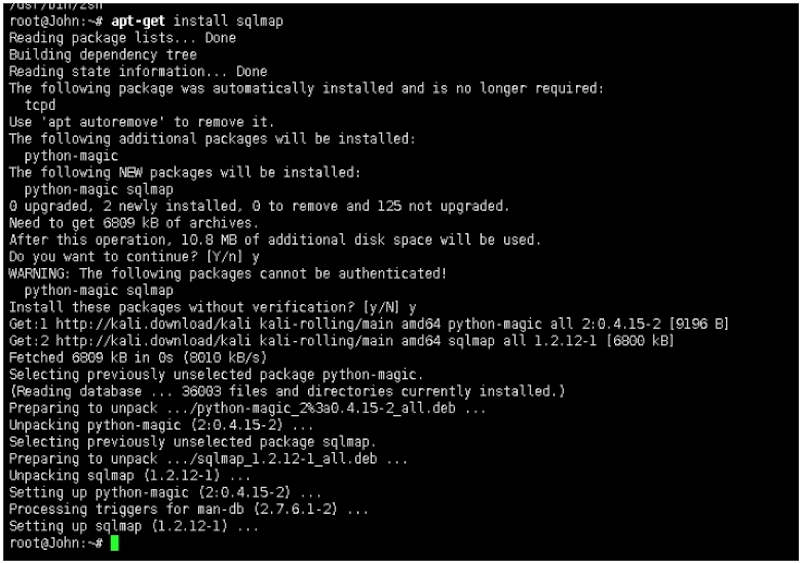 /usr/bin/zsh
root@John:~# apt-get install sqlmap
Reading package lists... Done
Building dependency tree
Reading state information... Done
The following package was automatically installed and is no longer required:
  tcpd
Use 'apt autoremove' to remove it.
The following additional packages will be installed:
  python-magic
The following NEW packages will be installed:
  python-magic sqlmap
0 upgraded, 2 newly installed, 0 to remove and 125 not upgraded.
Need to get 6809 kB of archives.
After this operation, 10.8 MB of additional disk space will be used.
Do you want to continue? [Y/n] y
WARNING: The following packages cannot be authenticated!
  python-magic sqlmap
Install these packages without verification? [y/N] y
Get:1 http://kali.download/kali kali-rolling/main amd64 python-magic all 2:0.4.15-2 [9196 B]
Get:2 http://kali.download/kali kali-rolling/main amd64 sqlmap all 1.2.12-1 [6800 kB]
Fetched 6809 kB in 0s (8010 kB/s)
Selecting previously unselected package python-magic.
(Reading database ... 36003 files and directories currently installed.)
Preparing to unpack .../python-magic_2%3a0.4.15-2_all.deb ...
Unpacking python-magic (2:0.4.15-2) ...
Selecting previously unselected package sqlmap.
Preparing to unpack .../sqlmap_1.2.12-1_all.deb ...
Unpacking sqlmap (1.2.12-1) ...
Setting up python-magic (2:0.4.15-2) ...
Processing triggers for man-db (2.7.6.1-2) ...
Setting up sqlmap (1.2.12-1) ...
root@John:~#